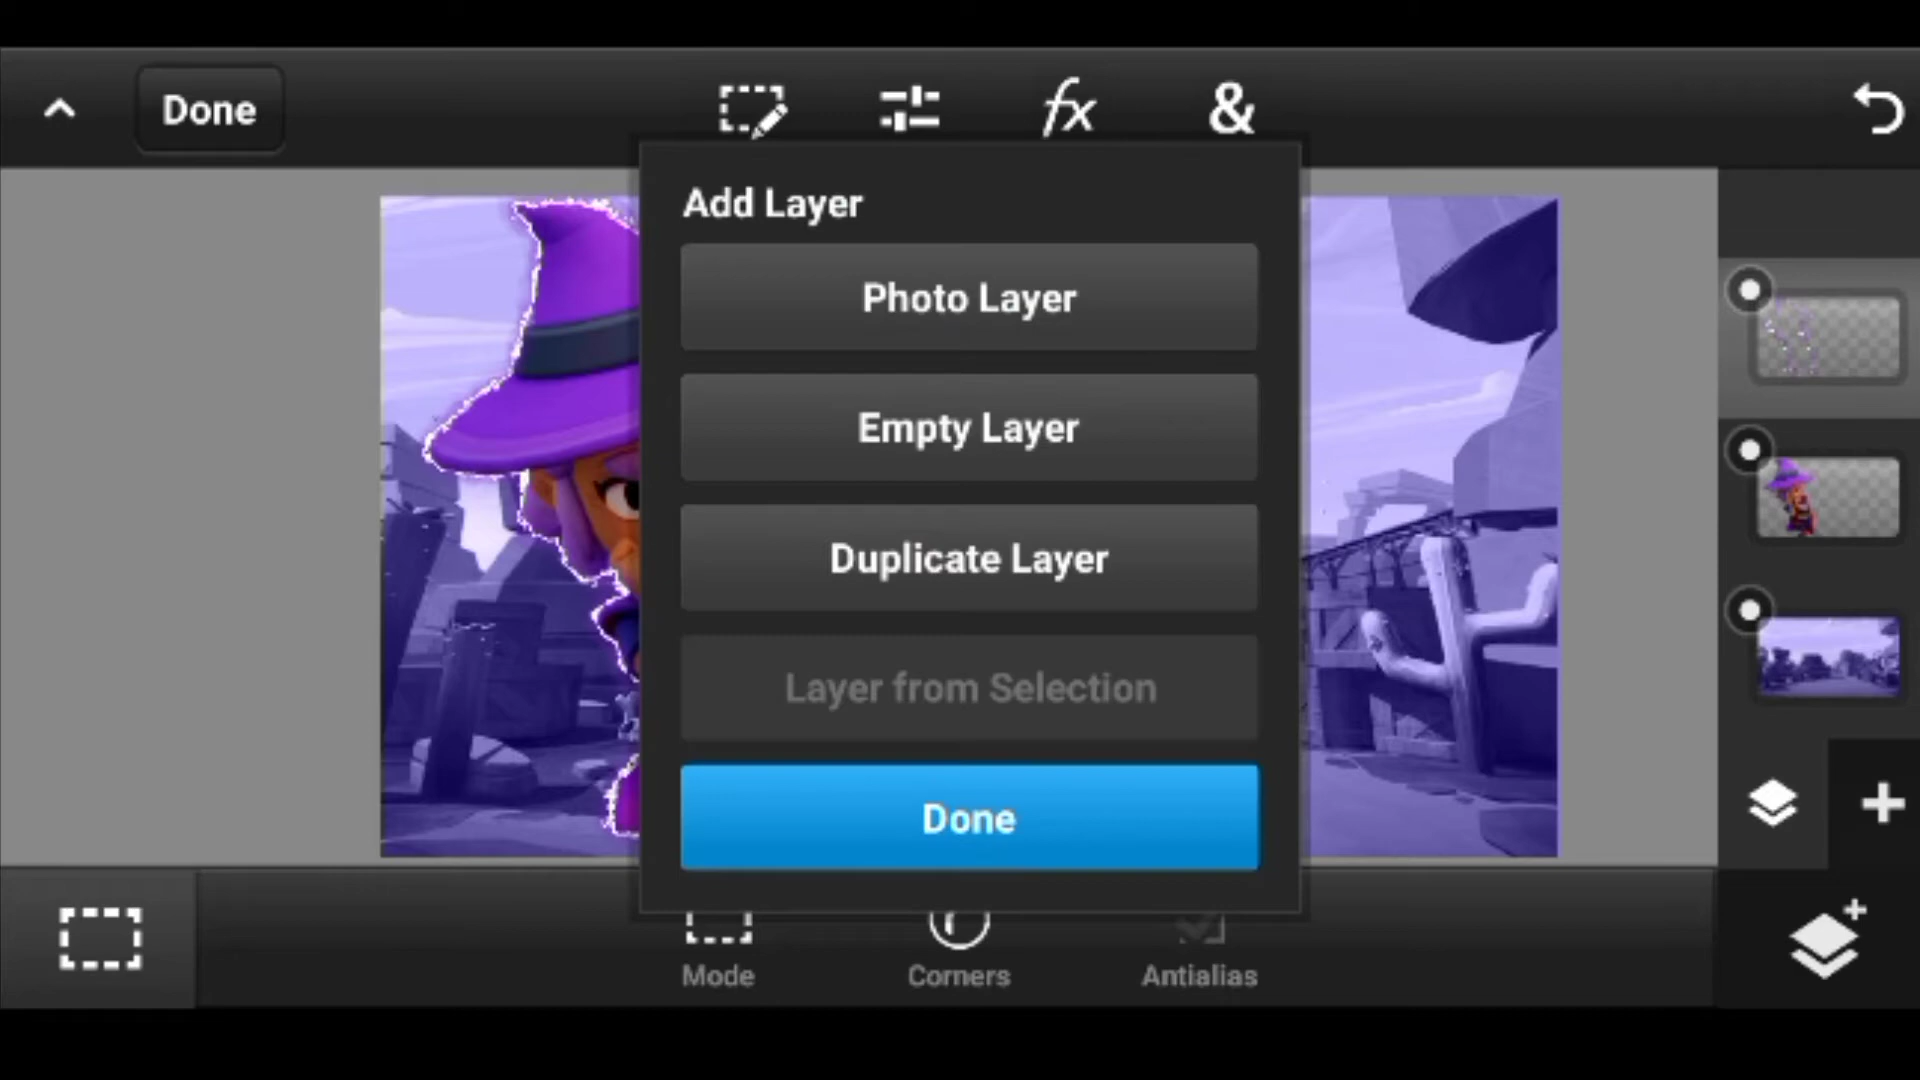 Done
fx
&
Add Layer
Photo Layer
Empty Layer
Duplicate Layer
Layer from Selection
Done
Mode
Corners
Antialias